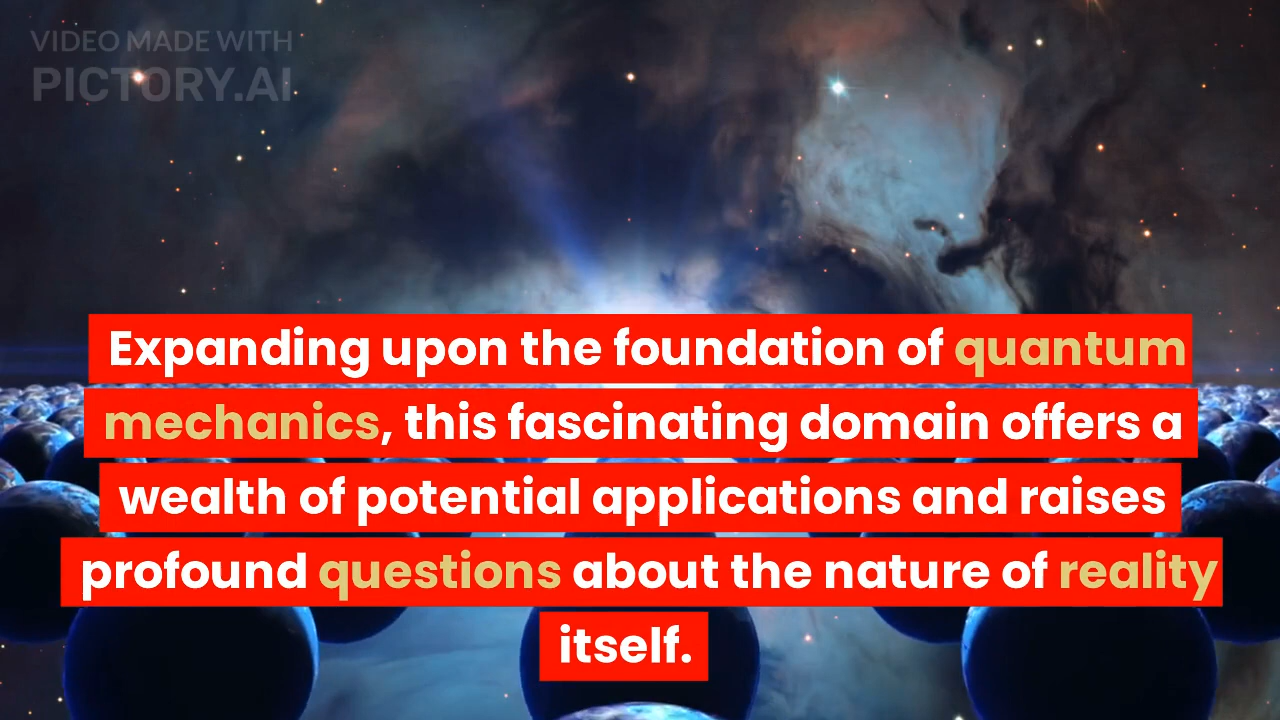 VIDEO MADE WITH
PICTORY.AI
Expanding upon the foundation of quantum
mechanics, this fascinating domain offers a
wealth of potential applications and raises
profound questions about the nature of reality
itself.